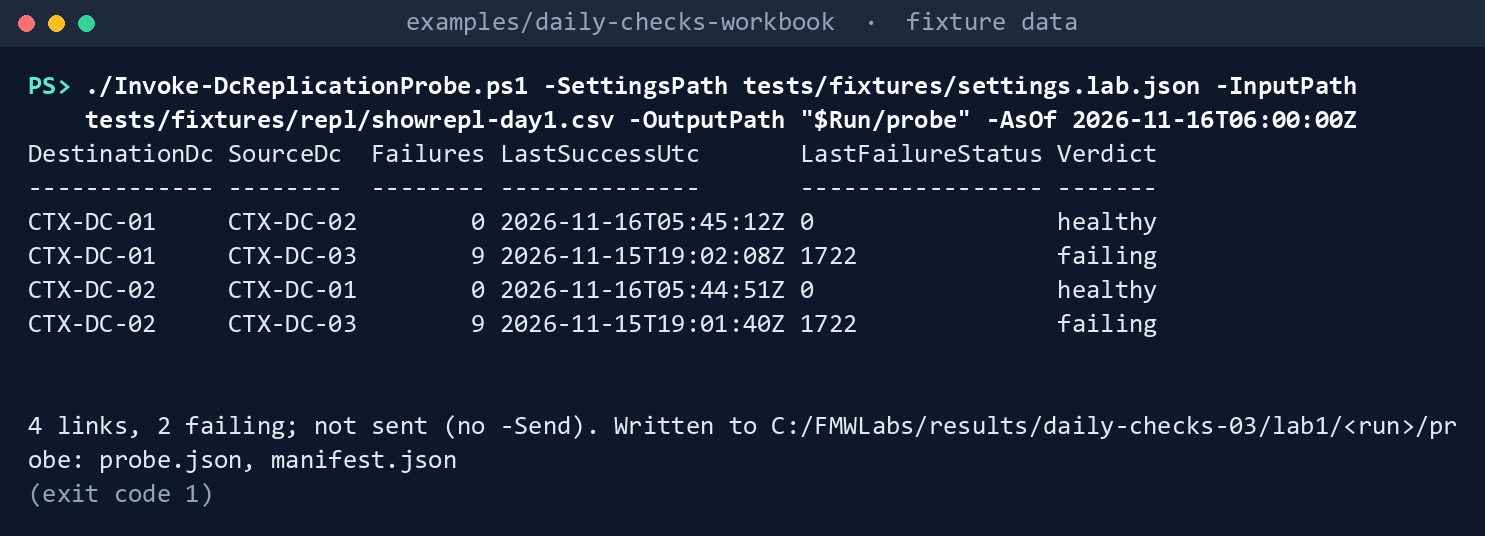 examples/daily-checks-workbook · fixture data
PS> ./Invoke-DcReplicationProbe.ps1 -SettingsPath tests/fixtures/settings.lab.json -InputPath
tests/fixtures/repl/showrepl-day1.csv -OutputPath "$Run/probe" -AsOf 2026-11-16T06:00:00Z
DestinationDc SourceDc  Failures LastSuccessUtc       LastFailureStatus Verdict
------------- --------  -------- --------------       ----------------- -------
CTX-DC-01     CTX-DC-02        0 2026-11-16T05:45:12Z 0                 healthy
CTX-DC-01     CTX-DC-03        9 2026-11-15T19:02:08Z 1722              failing
CTX-DC-02     CTX-DC-01        0 2026-11-16T05:44:51Z 0                 healthy
CTX-DC-02     CTX-DC-03        9 2026-11-15T19:01:40Z 1722              failing
4 links, 2 failing; not sent (no -Send). Written to C:/FMWLabs/results/daily-checks-03/lab1/<run>/pr
obe: probe.json, manifest.json
(exit code 1)